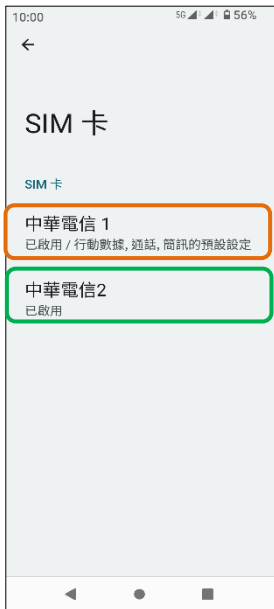 10:00 5G 56%
SIM 卡
SIM 卡
中華電信 1
已啟用 / 行動數據, 通話, 簡訊的預設設定
中華電信2
已啟用